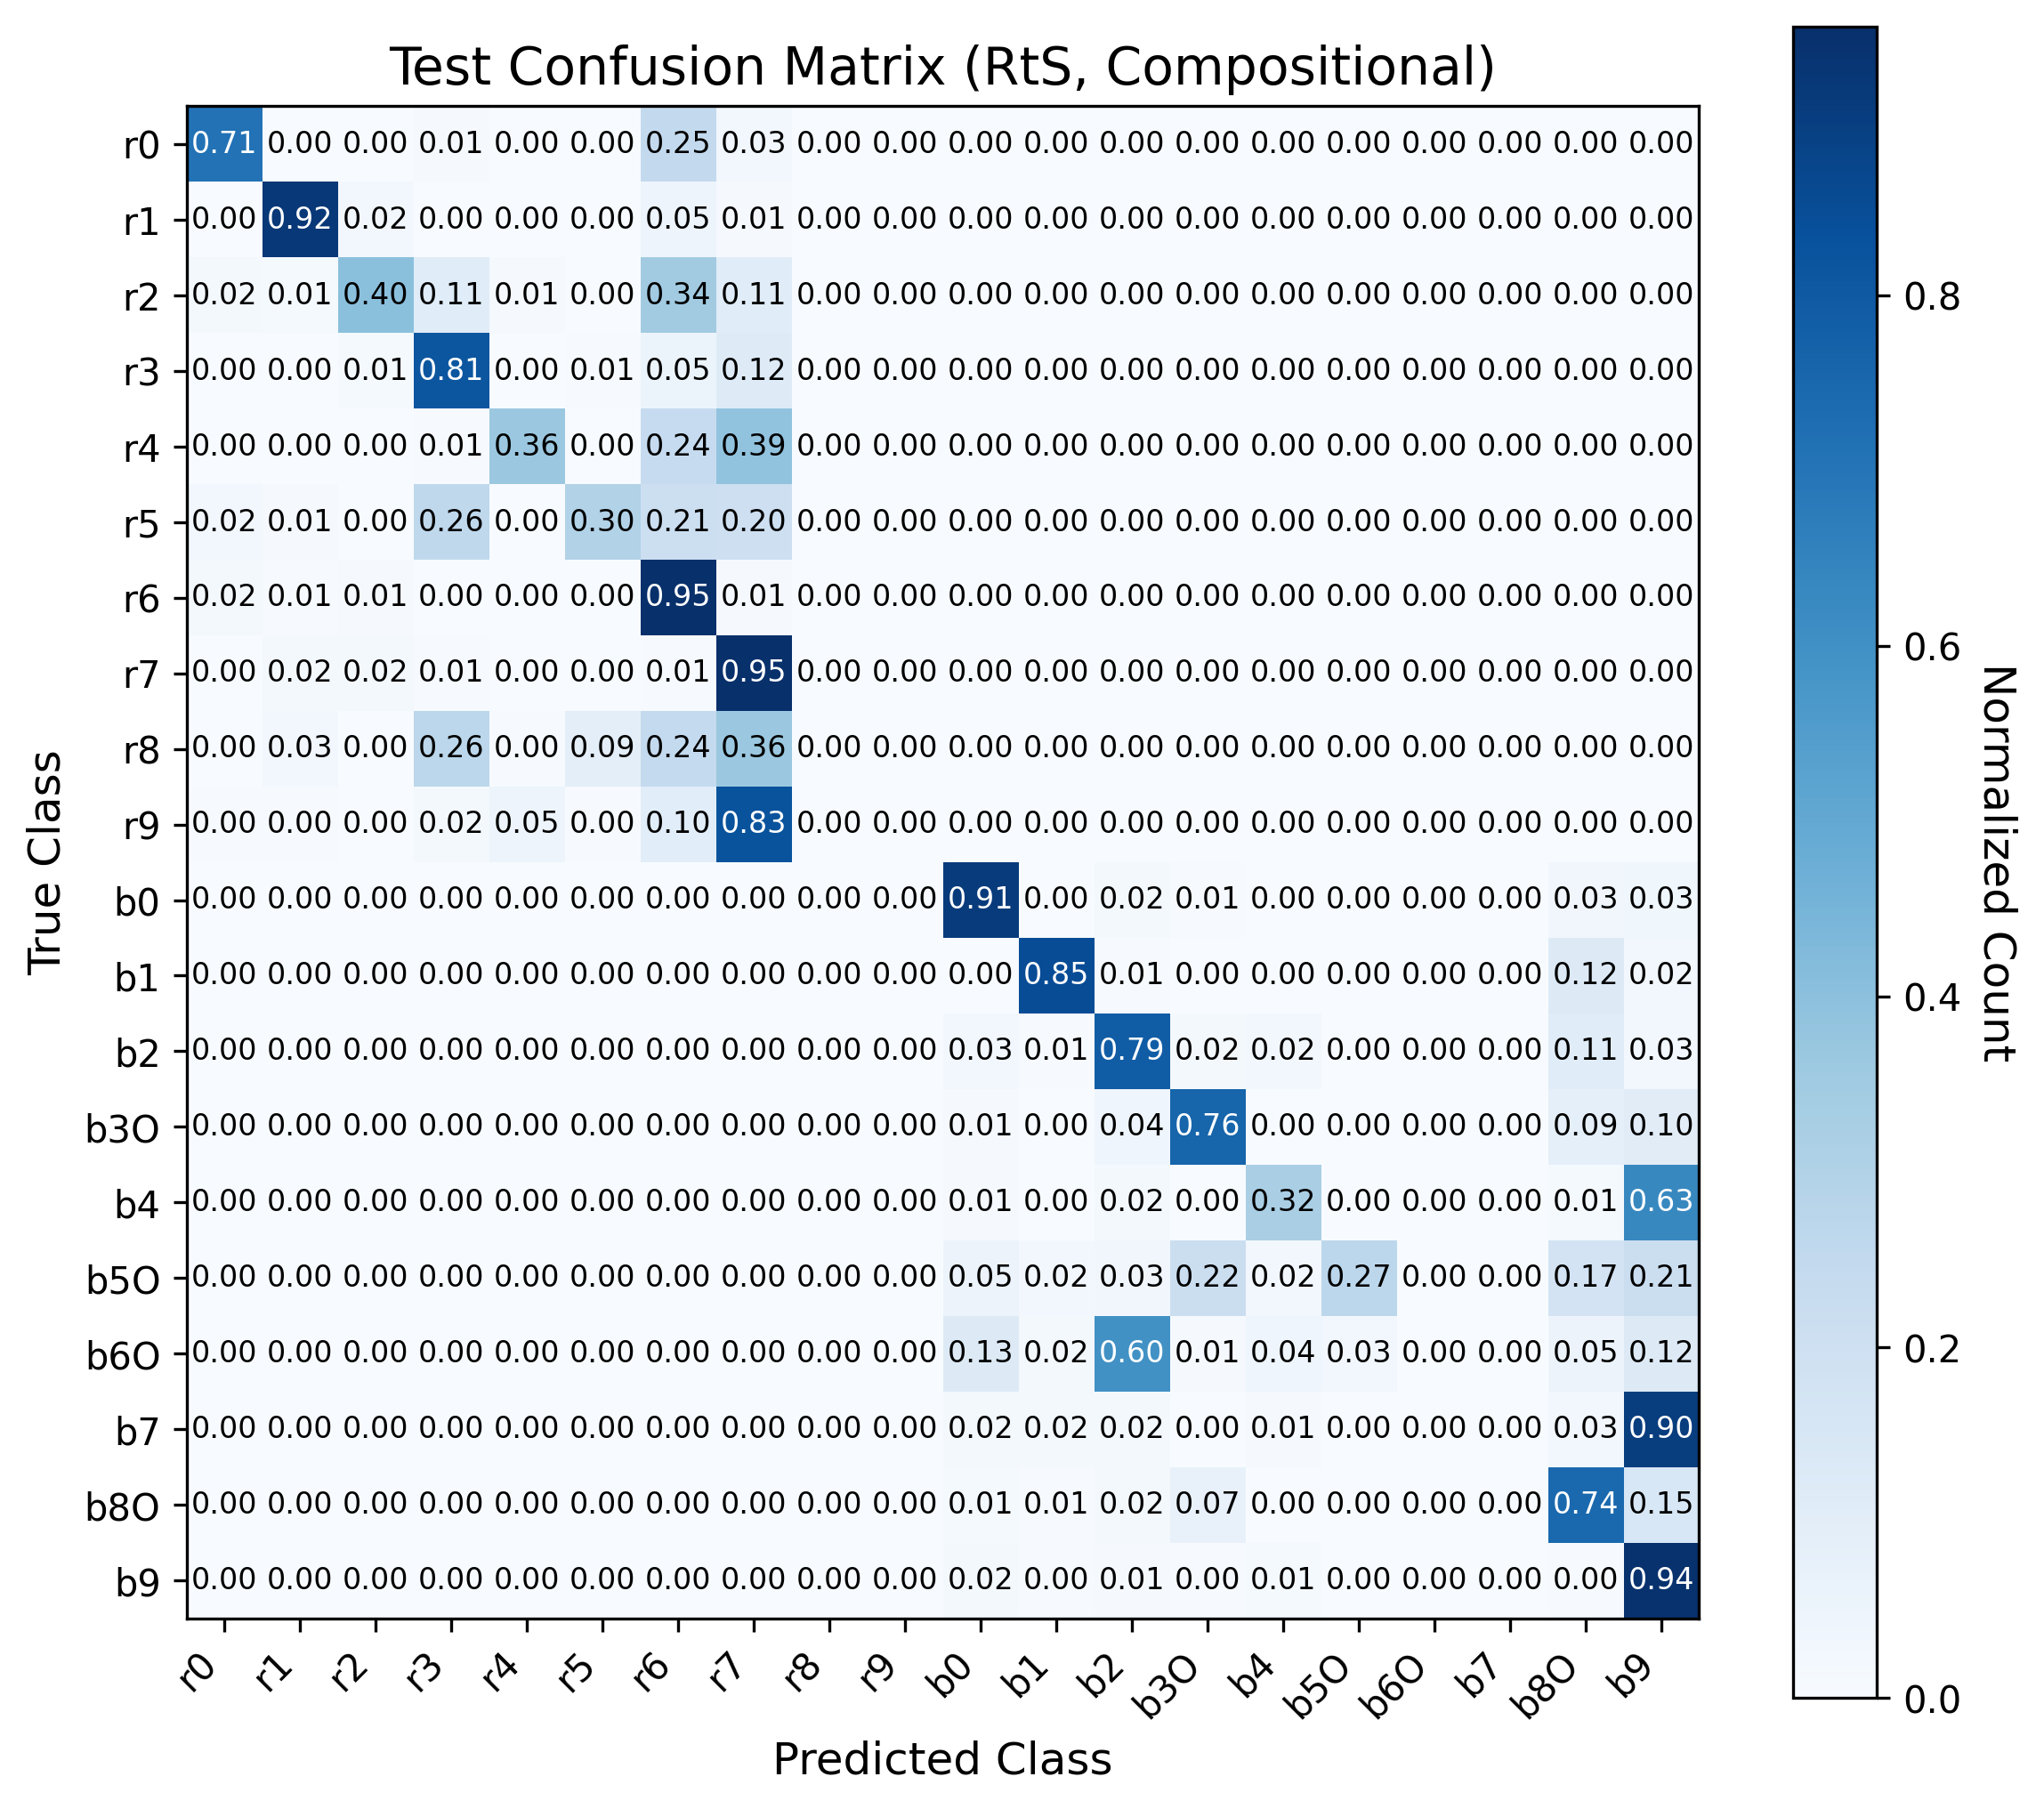 Test Confusion Matrix (RtS, Compositional)
r0 0.71 0.00 0.00 0.01 0.00 0.00 0.25 0.03 0.00 0.00 0.00 0.00 0.00 0.00 0.00 0.00 0.00 0.00 0.00 0.00
r1 0.00 0.92 0.02 0.00 0.00 0.00 0.05 0.01 0.00 0.00 0.00 0.00 0.00 0.00 0.00 0.00 0.00 0.00 0.00 0.00
r2 0.02 0.01 0.40 0.11 0.01 0.00 0.34 0.11 0.00 0.00 0.00 0.00 0.00 0.00 0.00 0.00 0.00 0.00 0.00 0.00
r3 0.00 0.00 0.01 0.81 0.00 0.01 0.05 0.12 0.00 0.00 0.00 0.00 0.00 0.00 0.00 0.00 0.00 0.00 0.00 0.00
r4 0.00 0.00 0.00 0.01 0.36 0.00 0.24 0.39 0.00 0.00 0.00 0.00 0.00 0.00 0.00 0.00 0.00 0.00 0.00 0.00
r5 0.02 0.01 0.00 0.26 0.00 0.30 0.21 0.20 0.00 0.00 0.00 0.00 0.00 0.00 0.00 0.00 0.00 0.00 0.00 0.00
r6 0.02 0.01 0.01 0.00 0.00 0.00 0.95 0.01 0.00 0.00 0.00 0.00 0.00 0.00 0.00 0.00 0.00 0.00 0.00 0.00
r7 0.00 0.02 0.02 0.01 0.00 0.00 0.01 0.95 0.00 0.00 0.00 0.00 0.00 0.00 0.00 0.00 0.00 0.00 0.00 0.00
r8 0.00 0.03 0.00 0.26 0.00 0.09 0.24 0.36 0.00 0.00 0.00 0.00 0.00 0.00 0.00 0.00 0.00 0.00 0.00 0.00
r9 0.00 0.00 0.00 0.02 0.05 0.00 0.10 0.83 0.00 0.00 0.00 0.00 0.00 0.00 0.00 0.00 0.00 0.00 0.00 0.00
b0 0.00 0.00 0.00 0.00 0.00 0.00 0.00 0.00 0.00 0.00 0.91 0.00 0.02 0.01 0.00 0.00 0.00 0.00 0.03 0.03
b1 0.00 0.00 0.00 0.00 0.00 0.00 0.00 0.00 0.00 0.00 0.00 0.85 0.01 0.00 0.00 0.00 0.00 0.00 0.12 0.02
b2 0.00 0.00 0.00 0.00 0.00 0.00 0.00 0.00 0.00 0.00 0.03 0.01 0.79 0.02 0.02 0.00 0.00 0.00 0.11 0.03
b3O 0.00 0.00 0.00 0.00 0.00 0.00 0.00 0.00 0.00 0.00 0.01 0.00 0.04 0.76 0.00 0.00 0.00 0.00 0.09 0.10
b4 0.00 0.00 0.00 0.00 0.00 0.00 0.00 0.00 0.00 0.00 0.01 0.00 0.02 0.00 0.32 0.00 0.00 0.00 0.01 0.63
b5O 0.00 0.00 0.00 0.00 0.00 0.00 0.00 0.00 0.00 0.00 0.05 0.02 0.03 0.22 0.02 0.27 0.00 0.00 0.17 0.21
b6O 0.00 0.00 0.00 0.00 0.00 0.00 0.00 0.00 0.00 0.00 0.13 0.02 0.60 0.01 0.04 0.03 0.00 0.00 0.05 0.12
b7 0.00 0.00 0.00 0.00 0.00 0.00 0.00 0.00 0.00 0.00 0.02 0.02 0.02 0.00 0.01 0.00 0.00 0.00 0.03 0.90
b8O 0.00 0.00 0.00 0.00 0.00 0.00 0.00 0.00 0.00 0.00 0.01 0.01 0.02 0.07 0.00 0.00 0.00 0.00 0.74 0.15
b9 0.00 0.00 0.00 0.00 0.00 0.00 0.00 0.00 0.00 0.00 0.02 0.00 0.01 0.00 0.01 0.00 0.00 0.00 0.00 0.94
r0 r1 r2 r3 r4 r5 r6 r7 r8 r9 b0 b1 b2 b3O b4 b5O b6O b7 b8O b9
Predicted Class
True Class
0.8
0.6
0.4
0.2
0.0
Normalized Count